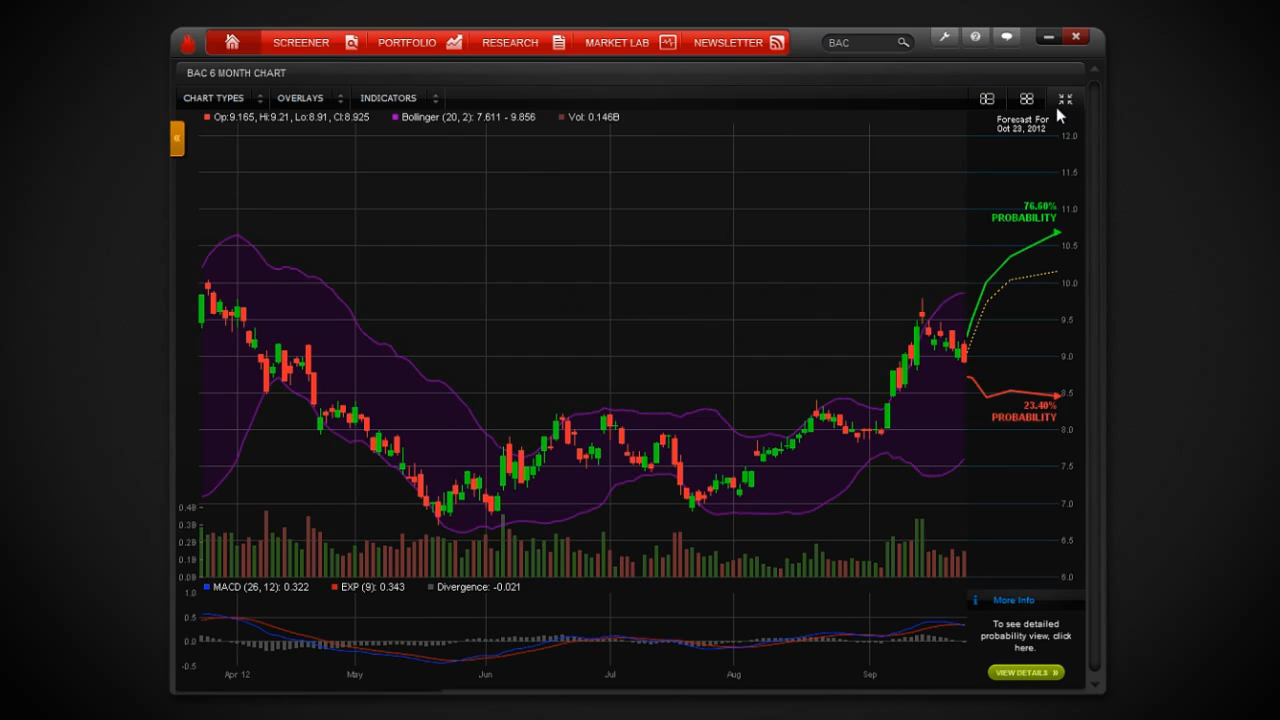 SCREENER
PORTFOLIO
RESEARCH
MARKET LAB
NEWSLETTER
BAC
BAC 6 MONTH CHART
CHART TYPES
OVERLAYS
INDICATORS
Op:9.165, Hi:9.21, Lo:8.91, Cl:8.925
Bollinger (20, 2): 7.611 - 9.856
Vol: 0.146B
Forecast For
Oct 23, 2012
12.0
11.5
76.60%
PROBABILITY
11.0
10.5
10.0
9.5
9.0
8.5
23.40%
PROBABILITY
8.0
7.5
7.0
6.5
6.0
0.4B
0.3B
0.2B
0.1B
0.0B
MACD (26, 12): 0.322
EXP (9): 0.343
Divergence: -0.021
1.0
0.5
0.0
-0.5
More Info
To see detailed
probability view, click
here.
VIEW DETAILS »
Apr 12
May
Jun
Jul
Aug
Sep